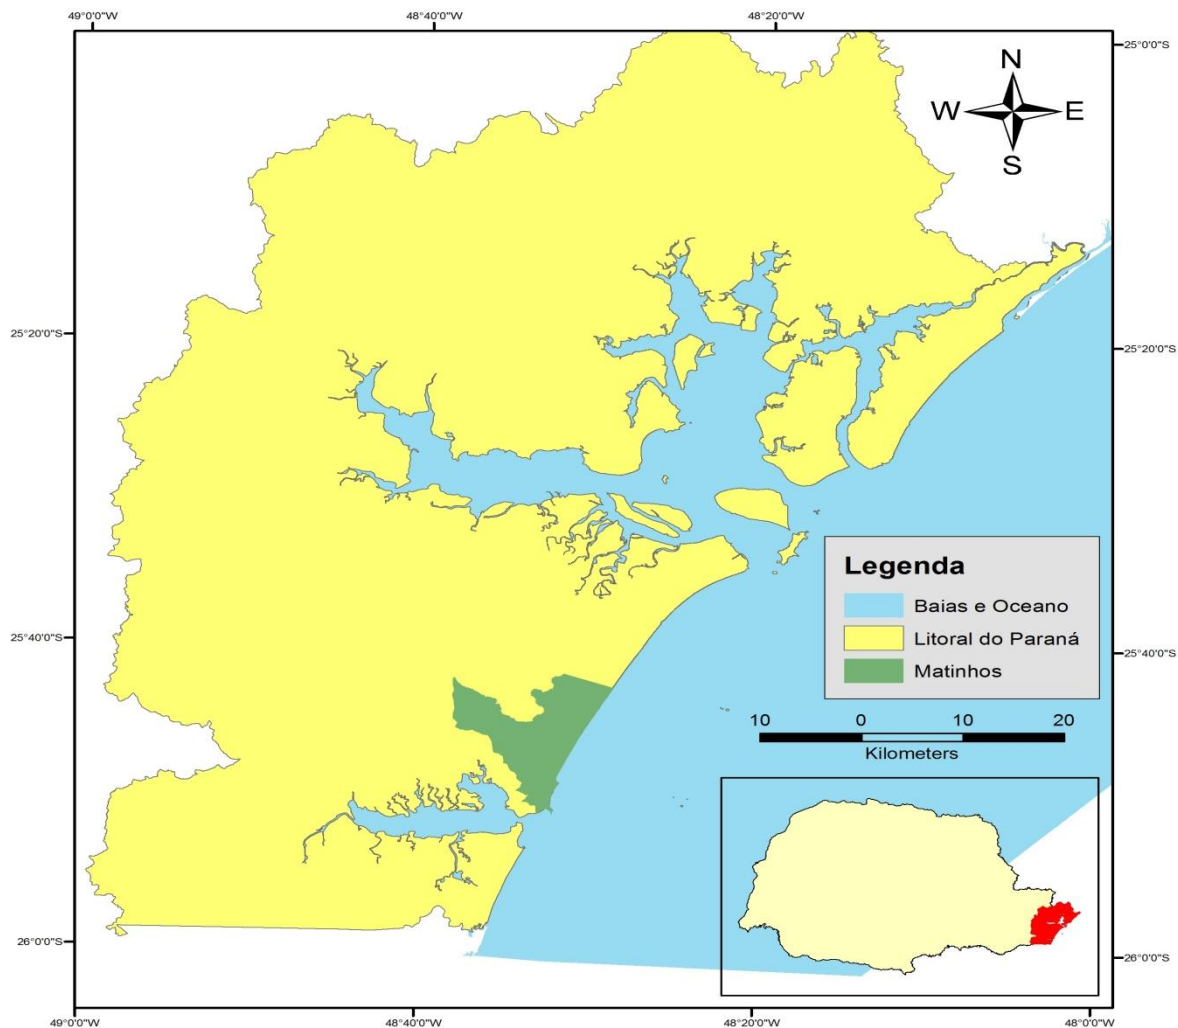 49°0'0"W 48°40'0"W 48°20'0"W
25°0'0"S
N
W E
S
25°20'0"S 25°20'0"S
Legenda
Baias e Oceano
Litoral do Paraná
Matinhos
25°40'0"S 25°40'0"S
10 0 10 20
Kilometers
26°0'0"S 26°0'0"S
49°0'0"W 48°40'0"W 48°20'0"W 48°0'0"W